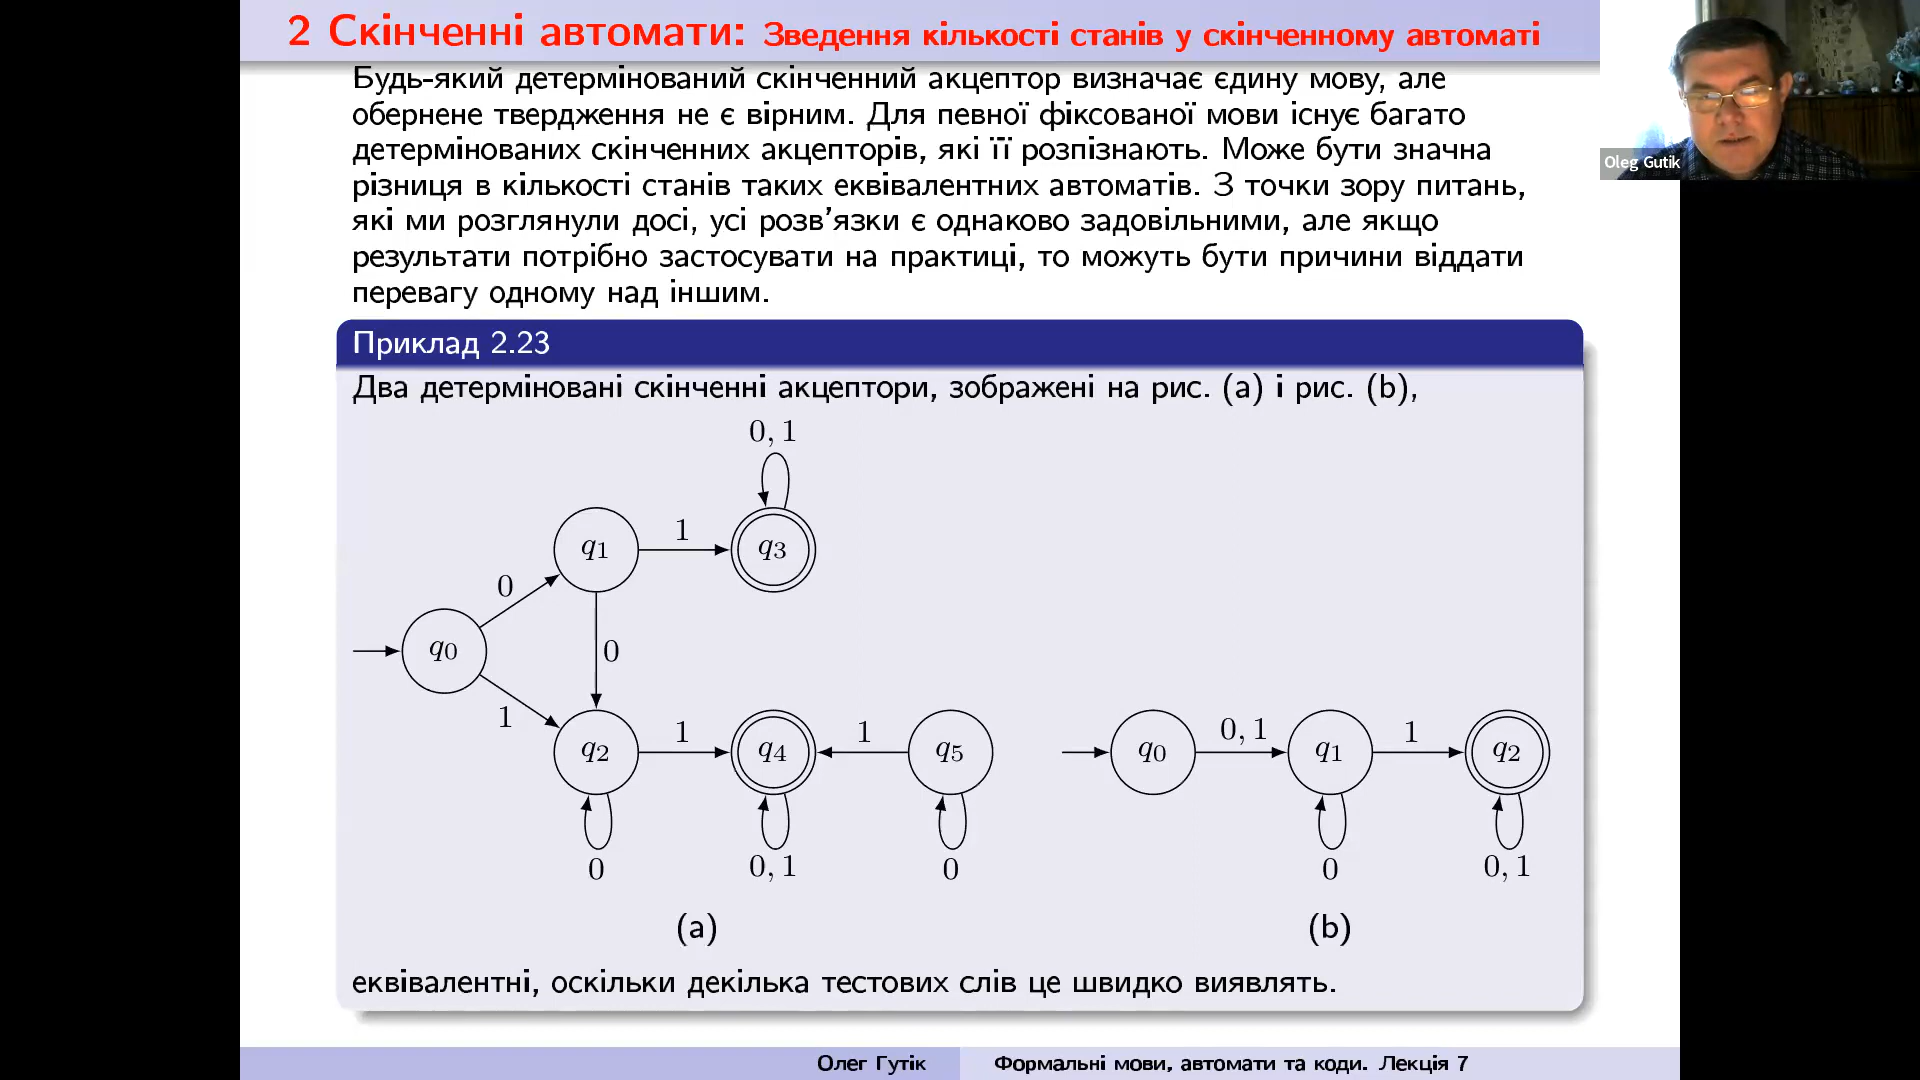 2 Скінченні автомати: Зведення кількості станів у скінченному автоматі
Будь-який детермінований скінченний акцептор визначає єдину мову, але
обернене твердження не є вірним. Для певної фіксованої мови існує багато
детермінованих скінченних акцепторів, які її розпізнають. Може бути значна
різниця в кількості станів таких еквівалентних автоматів. З точки зору питань,
які ми розглянули досі, усі розв'язки є однаково задовільними, але якщо
результати потрібно застосувати на практиці, то можуть бути причини віддати
перевагу одному над іншим.
Oleg Gutik
Приклад 2.23
Два детерміновані скінченні акцептори, зображені на рис. (a) і рис. (b),
0, 1
q1 1 q3
0
q0 0
1
q2 1 q4 1 q5
0 0, 1 0
(a)
q0 0, 1 q1 1 q2
0 0, 1
(b)
еквівалентні, оскільки декілька тестових слів це швидко виявлять.
Олег Гутік Формальні мови, автомати та коди. Лекція 7